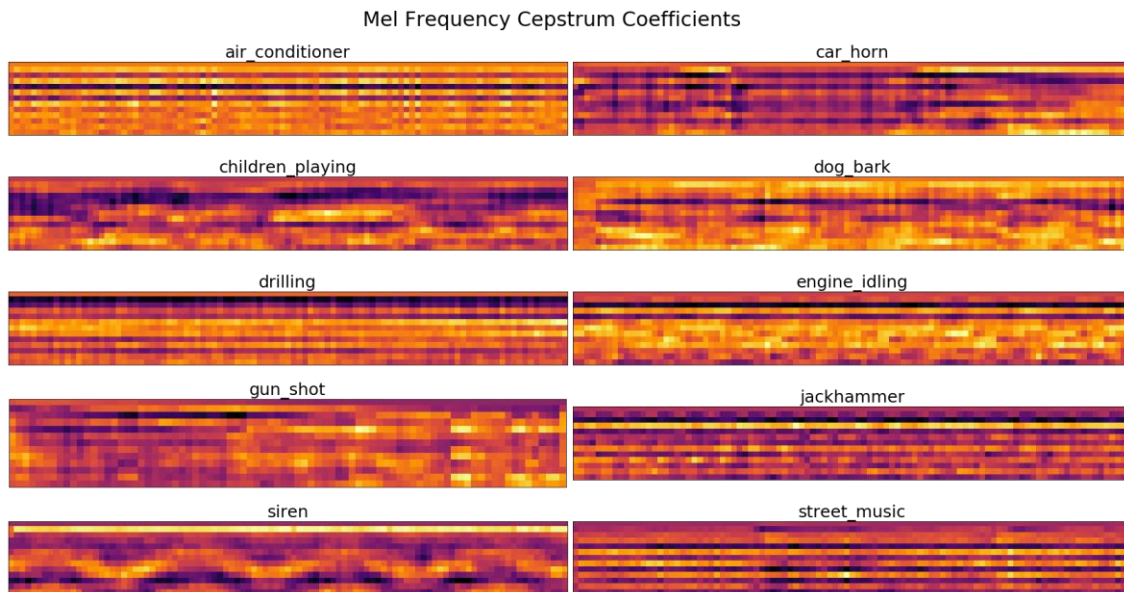 Mel Frequency Cepstrum Coefficients
air_conditioner
car_horn
children_playing
dog_bark
drilling
engine_idling
gun_shot
jackhammer
siren
street_music